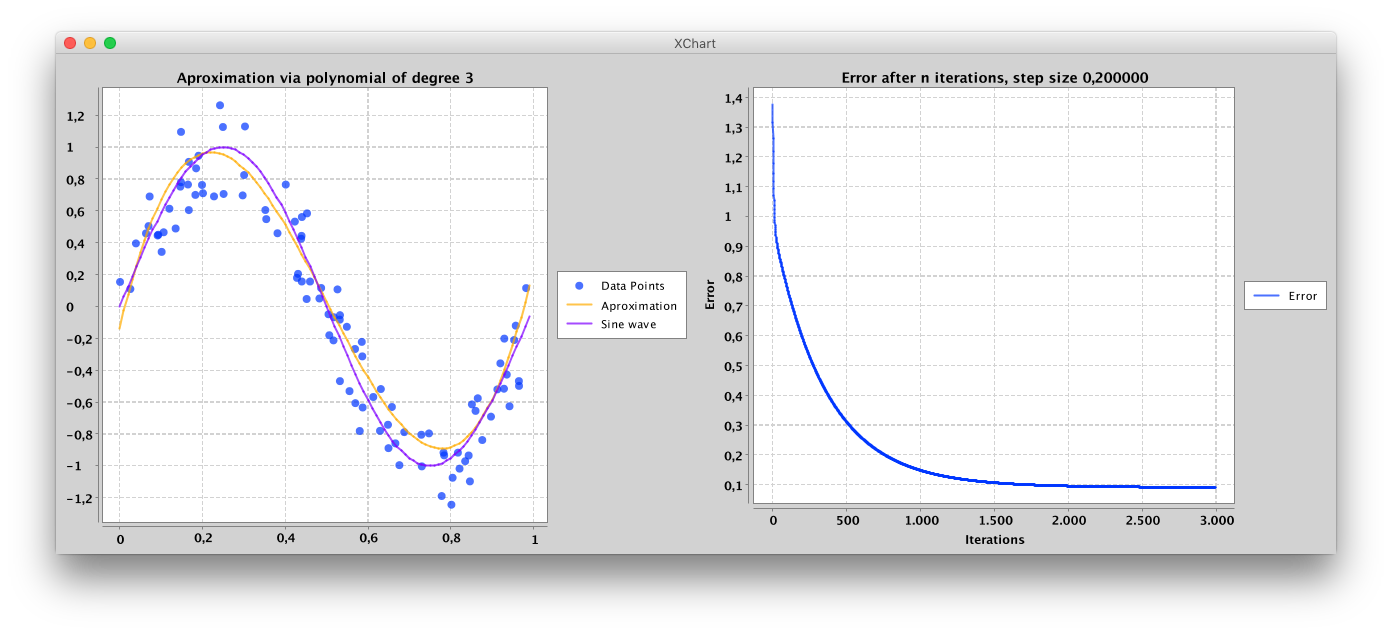 XChart
Aproximation via polynomial of degree 3
1,2
1
0,8
0,6
0,4
0,2
0
-0,2
-0,4
-0,6
-0,8
-1
-1,2
0 0,2 0,4 0,6 0,8 1
Data Points
Aproximation
Sine wave
Error after n iterations, step size 0,200000
Error
1,4
1,3
1,2
1,1
1
0,9
0,8
0,7
0,6
0,5
0,4
0,3
0,2
0,1
0 500 1.000 1.500 2.000 2.500 3.000
Iterations
Error